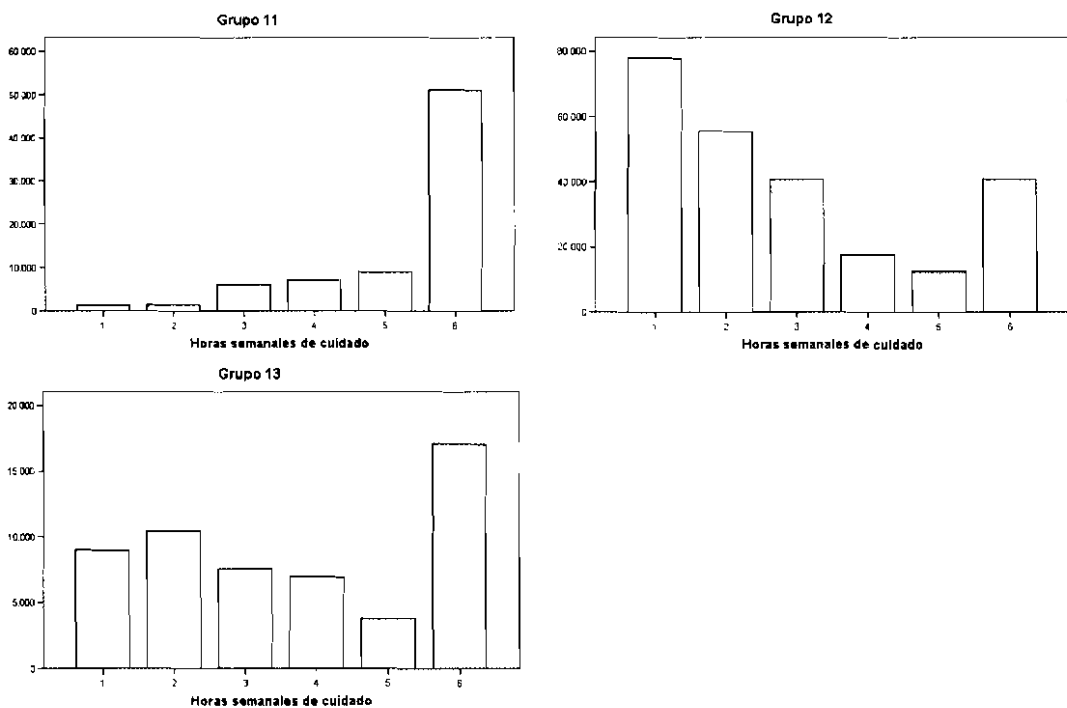 Grupo 11
60.000
50.000
40.000
30.000
20.000
10.000
0
1 2 3 4 5 6
Horas semanales de cuidado
Grupo 12
80.000
60.000
40.000
20.000
0
1 2 3 4 5 6
Horas semanales de cuidado
Grupo 13
20.000
15.000
10.000
5.000
0
1 2 3 4 5 6
Horas semanales de cuidado